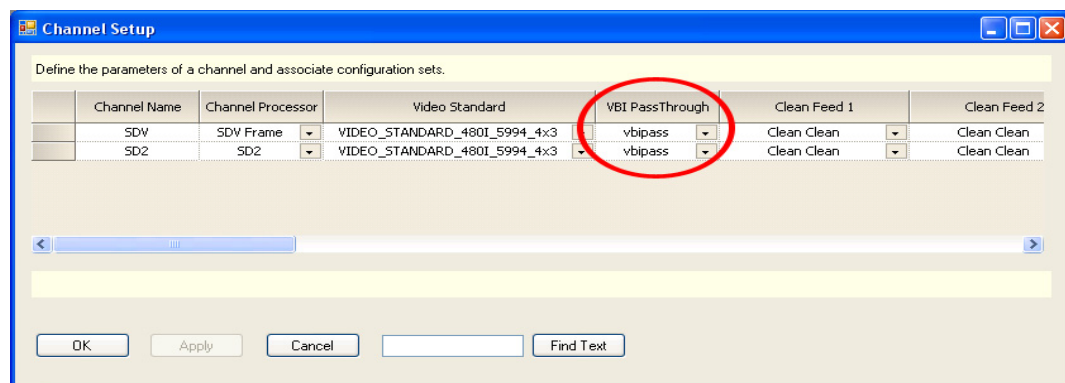 Channel Setup
Define the parameters of a channel and associate configuration sets.
Channel Name Channel Processor Video Standard VBI PassThrough Clean Feed 1 Clean Feed 2
SDV SDV Frame VIDEO_STANDARD_480I_5994_4x3 vbipass Clean Clean Clean Clean
SD2 SD2 VIDEO_STANDARD_480I_5994_4x3 vbipass Clean Clean Clean Clean
OK Apply Cancel Find Text